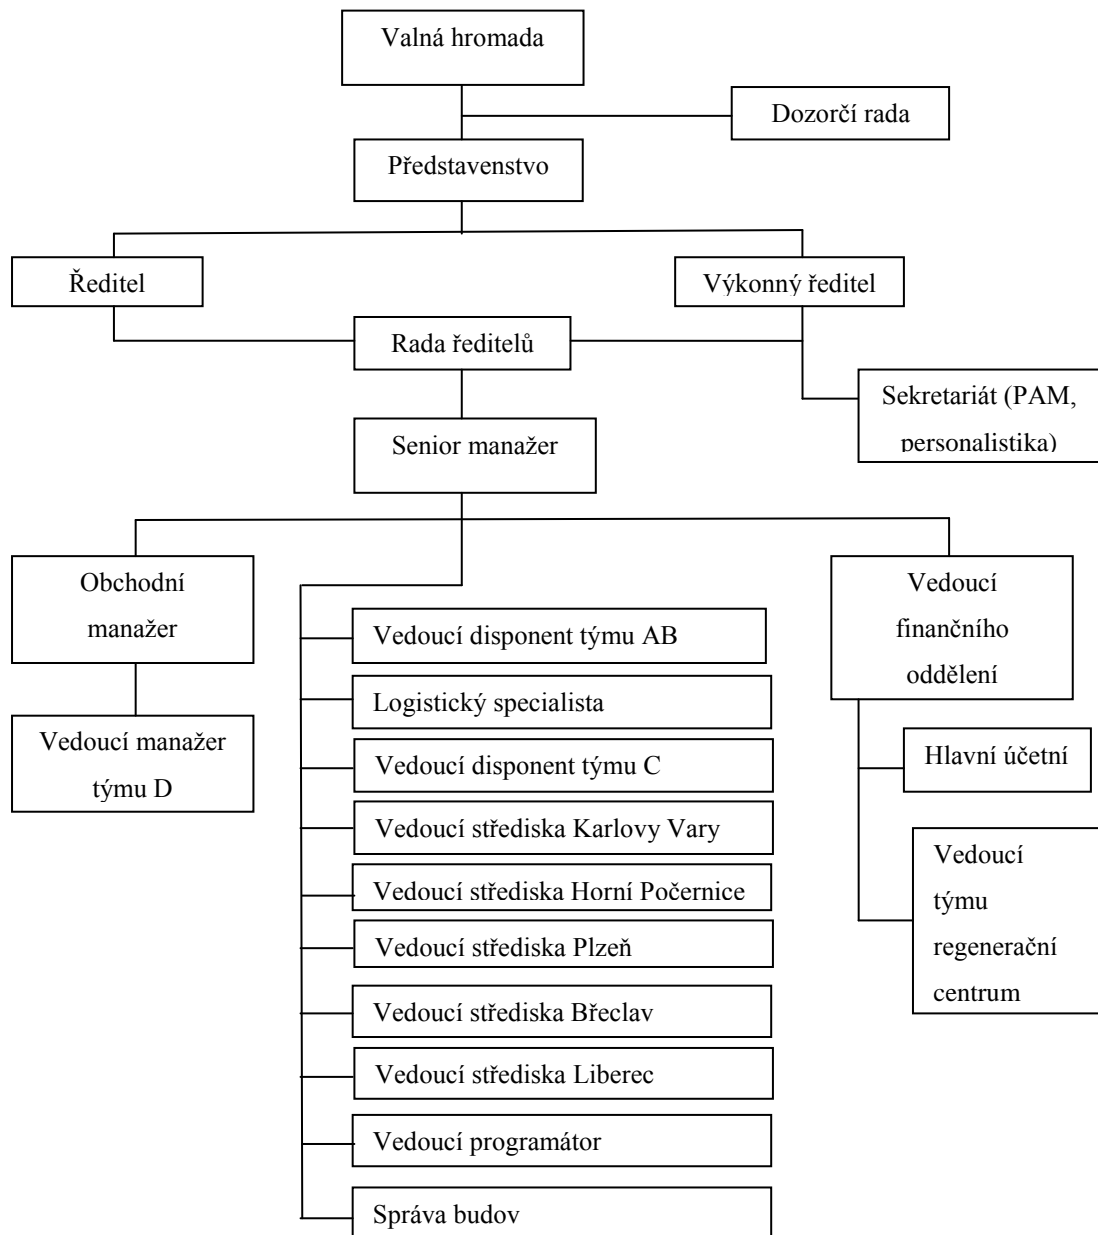 Valná hromada
Dozorčí rada
Představenstvo
Ředitel
Výkonný ředitel
Rada ředitelů
Sekretariát (PAM,
personalistika)
Senior manažer
Obchodní
manažer
Vedoucí
finančního
oddělení
Vedoucí disponent týmu AB
Logistický specialista
Vedoucí manažer
týmu D
Hlavní účetní
Vedoucí disponent týmu C
Vedoucí střediska Karlovy Vary
Vedoucí
týmu
regenerační
centrum
Vedoucí střediska Horní Počernice
Vedoucí střediska Plzeň
Vedoucí střediska Břeclav
Vedoucí střediska Liberec
Vedoucí programátor
Správa budov